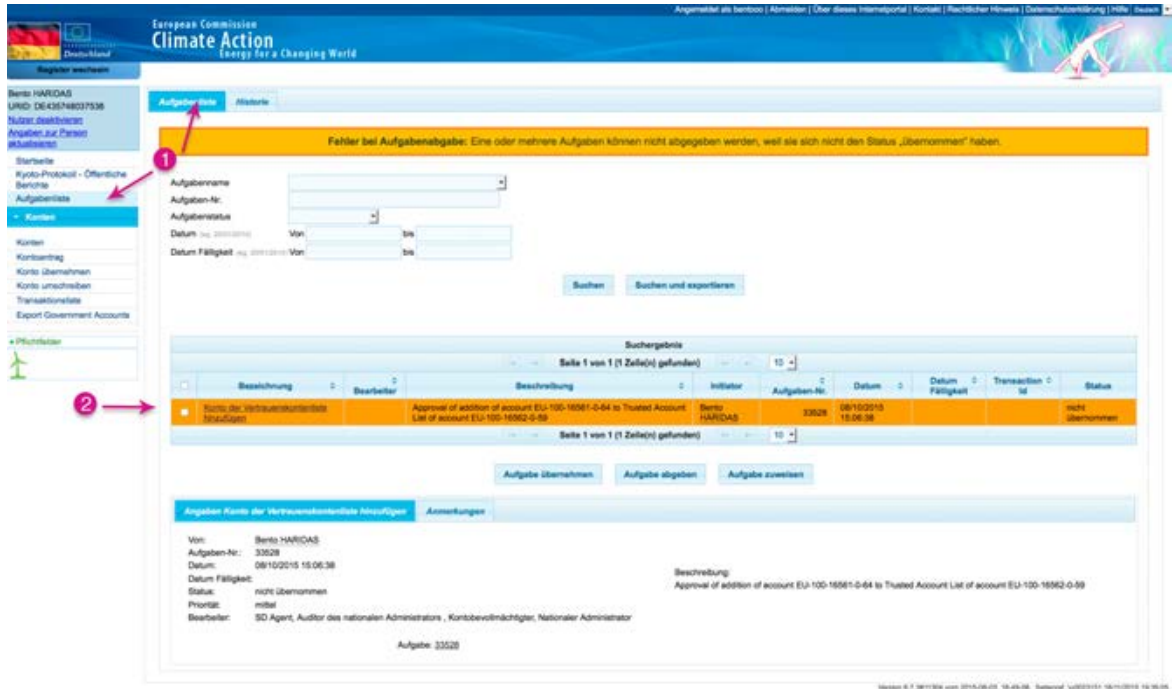 Angemeldet als bentooo | Abmelden | Über dieses Internetportal | Kontakt | Rechtlicher Hinweis | Datenschutzerklärung | Hilfe | Deutsch
European Commission
Climate Action
Energy for a Changing World
Deutschland
Register wechseln
Bento HARIDAS
URID: DE435748037538
Nutzer deaktivieren
Angaben zur Person
aktualisieren
Startseite
Kyoto-Protokoll - Öffentliche
Berichte
Aufgabenliste
Konten
Konten
Kontoantrag
Konto übernehmen
Konto umschreiben
Transaktionsliste
Export Government Accounts
Pflichtfelder
1
2
Aufgabenliste Historie
Fehler bei Aufgabenabgabe: Eine oder mehrere Aufgaben können nicht abgegeben werden, weil sie sich nicht den Status „übernommen" haben.
Aufgabenname
Aufgaben-Nr.
Aufgabenstatus
Datum Von bis
Datum Fälligkeit Von bis
Suchen Suchen und exportieren
Suchergebnis
Seite 1 von 1 (1 Zeile(n) gefunden) 10
Bezeichnung Bearbeiter Beschreibung Initiator Aufgaben-Nr. Datum Datum Fälligkeit Transaction Id Status
Konto der Vertrauenskontenliste Approval of addition of account EU-100-16561-0-64 to Trusted Account Bento 33528 08/10/2015 nicht
hinzufügen List of account EU-100-16562-0-59 HARIDAS 15:06:38 übernommen
Seite 1 von 1 (1 Zeile(n) gefunden) 10
Aufgabe übernehmen Aufgabe abgeben Aufgabe zuweisen
Angaben Konto der Vertrauenskontenliste hinzufügen Anmerkungen
Von: Bento HARIDAS
Aufgaben-Nr.: 33528
Datum: 08/10/2015 15:06:38
Datum Fälligkeit:
Status: nicht übernommen
Priorität: mittel
Bearbeiter: SD Agent, Auditor des nationalen Administrators , Kontobevollmächtigter, Nationaler Administrator
Beschreibung:
Approval of addition of account EU-100-16561-0-64 to Trusted Account List of account EU-100-16562-0-59
Aufgabe: 33528